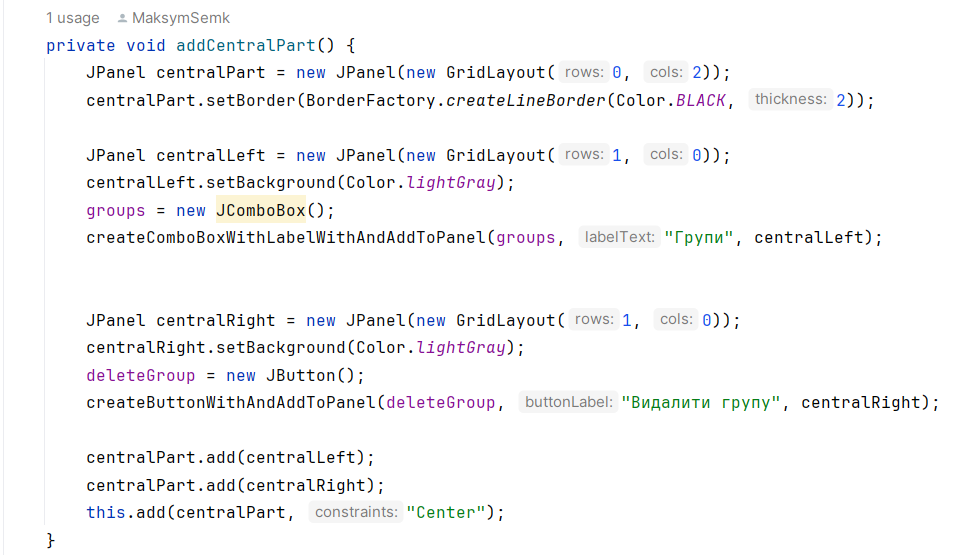 1 usage MaksymSemk
private void addCentralPart() {
JPanel centralPart = new JPanel(new GridLayout( rows: 0, cols: 2));
centralPart.setBorder(BorderFactory.createLineBorder(Color.BLACK, thickness: 2));
JPanel centralLeft = new JPanel(new GridLayout( rows: 1, cols: 0));
centralLeft.setBackground(Color.lightGray);
groups = new JComboBox();
createComboBoxWithLabelWithAndAddToPanel(groups, labelText: "Групи", centralLeft);
JPanel centralRight = new JPanel(new GridLayout( rows: 1, cols: 0));
centralRight.setBackground(Color.lightGray);
deleteGroup = new JButton();
createButtonWithAndAddToPanel(deleteGroup, buttonLabel: "Видалити групу", centralRight);
centralPart.add(centralLeft);
centralPart.add(centralRight);
this.add(centralPart, constraints: "Center");
}